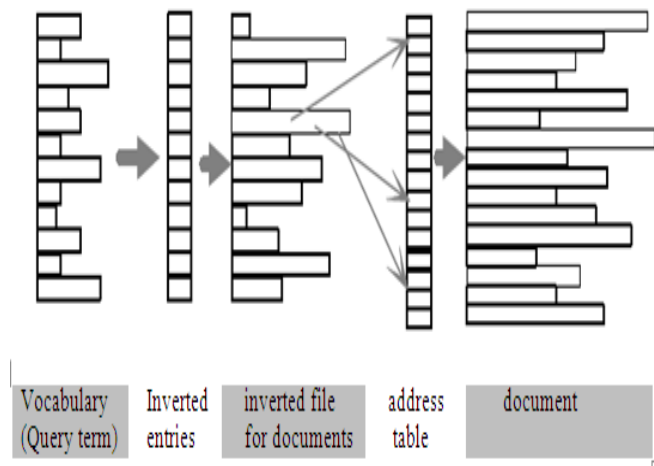 Vocabulary Inverted inverted file address document
(Query term) entries for documents table